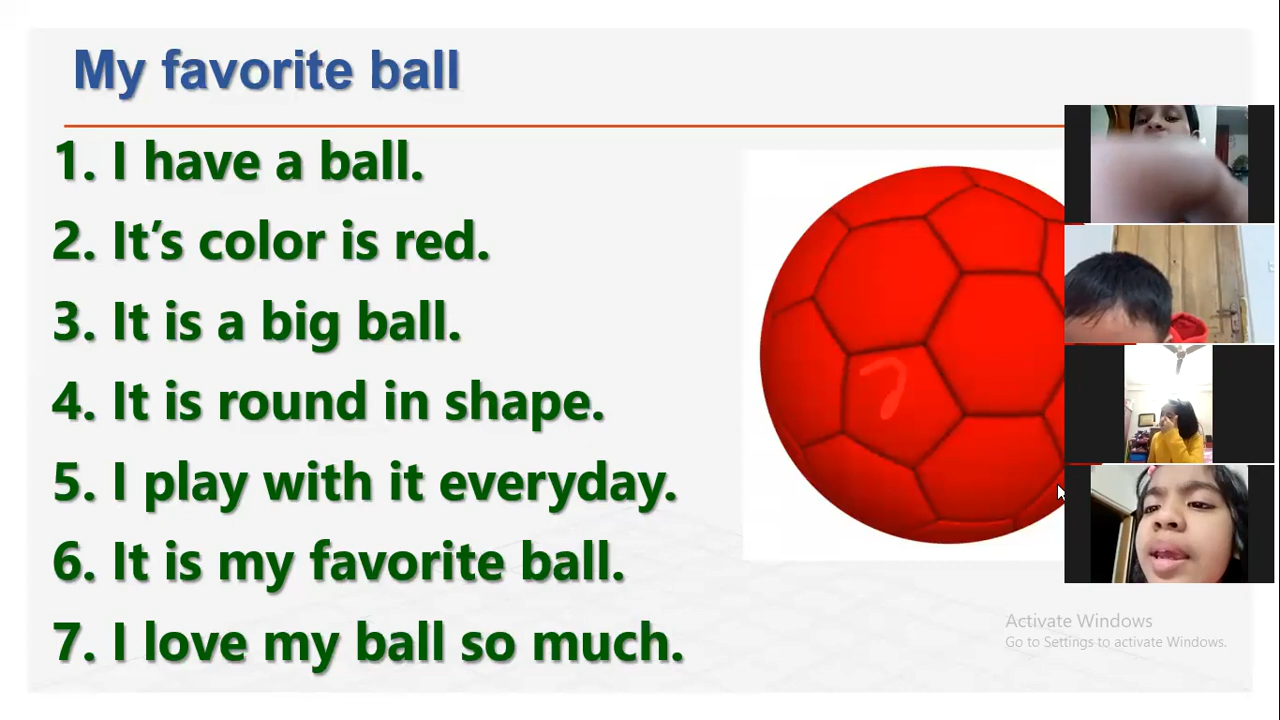 My favorite ball
1. I have a ball.
2. It’s color is red.
3. It is a big ball.
4. It is round in shape.
5. I play with it everyday.
6. It is my favorite ball.
7. I love my ball so much.
Activate Windows
Go to Settings to activate Windows.